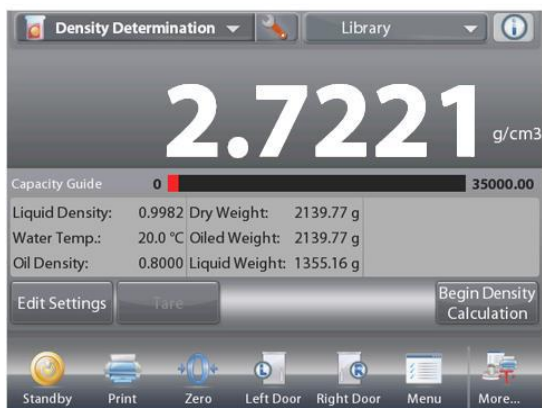 Density Determination Library
2.7221 g/cm3
Capacity Guide 0 35000.00
Liquid Density: 0.9982 Dry Weight: 2139.77 g
Water Temp.: 20.0 °C Oiled Weight: 2139.77 g
Oil Density: 0.8000 Liquid Weight: 1355.16 g
Edit Settings Tare Begin Density
Calculation
L R
Standby Print Zero Left Door Right Door Menu More...